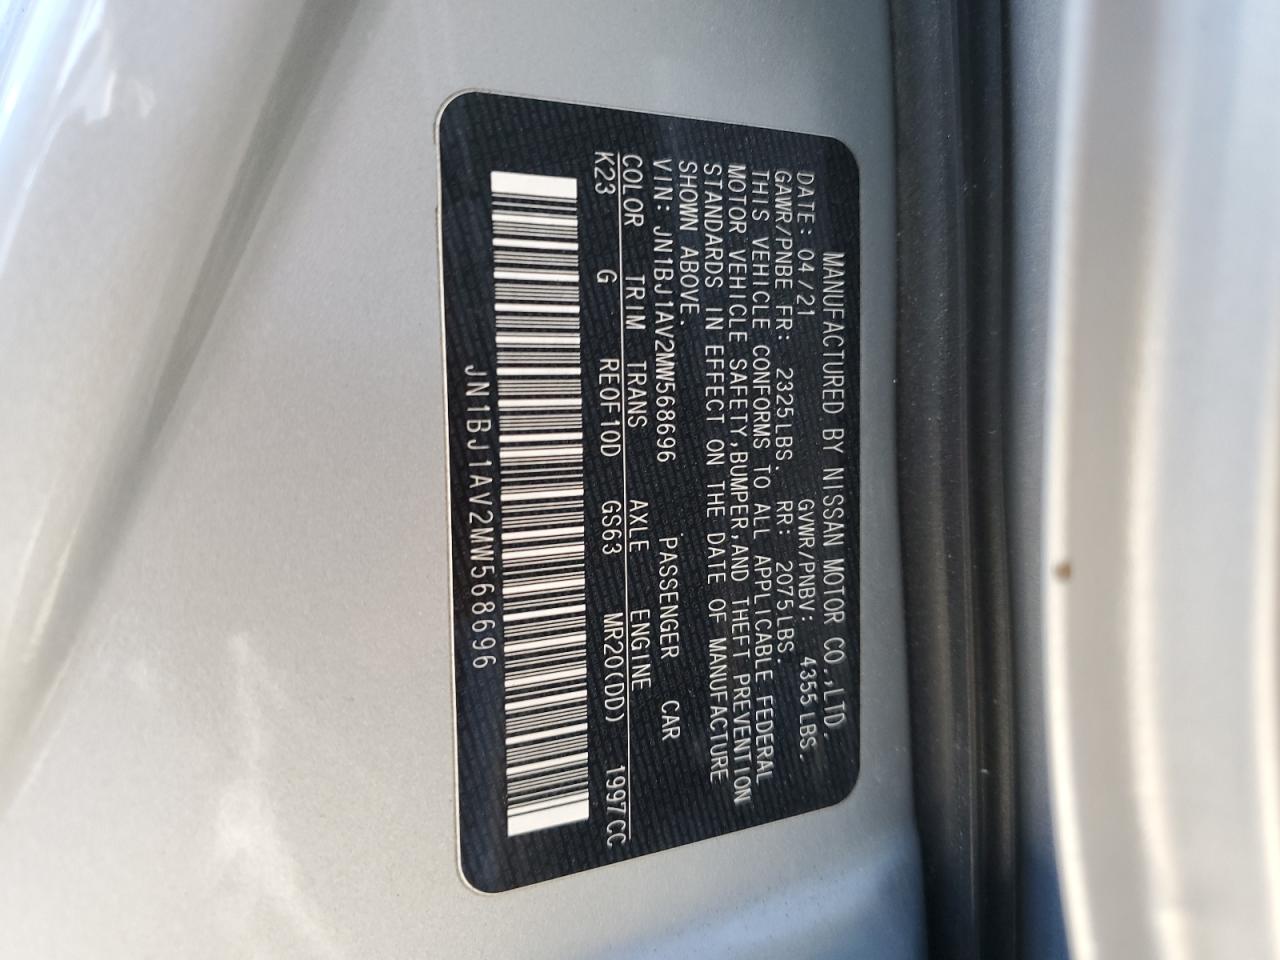 MANUFACTURED BY NISSAN MOTOR CO.,LTD.
DATE: 04/21 GVWR/PNBV: 4355LBS.
GAWR/PNBE FR: 2325LBS. RR: 2075LBS.
THIS VEHICLE CONFORMS TO ALL APPLICABLE FEDERAL
MOTOR VEHICLE SAFETY,BUMPER,AND THEFT PREVENTION
STANDARDS IN EFFECT ON THE DATE OF MANUFACTURE
SHOWN ABOVE.
VIN: JN1BJ1AV2MW568696 PASSENGER CAR
COLOR TRIM TRANS AXLE ENGINE
K23 G RE0F10D GS63 MR20(DD) 1997CC
JN1BJ1AV2MW568696